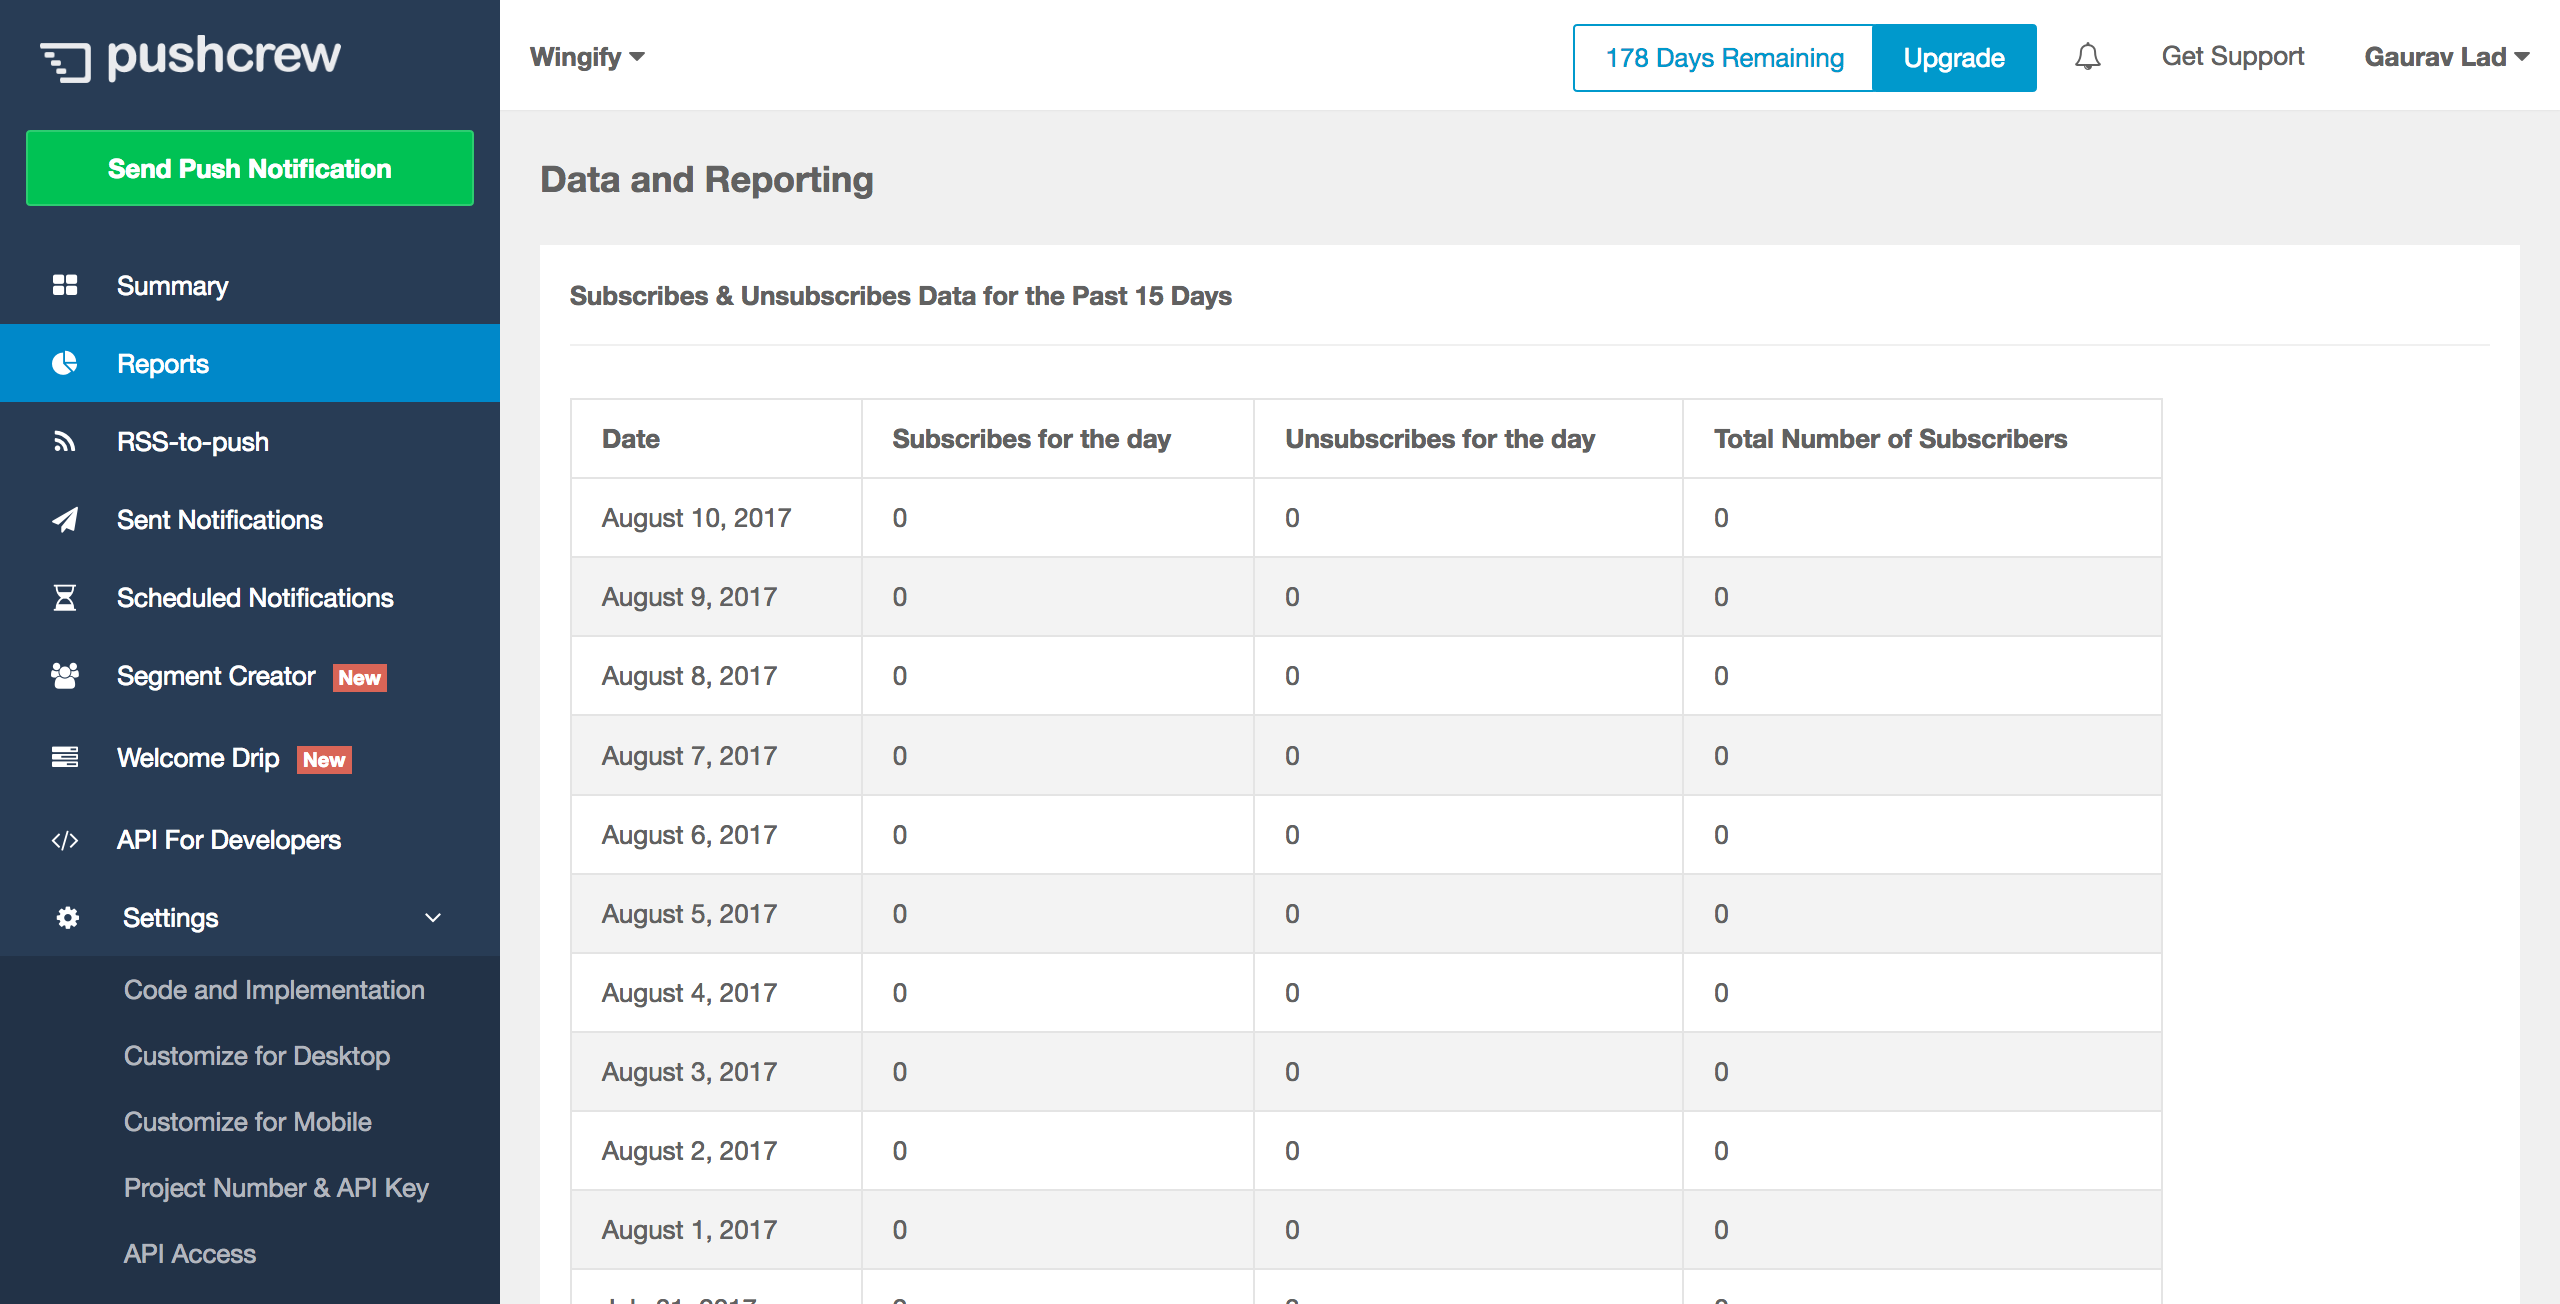 pushcrew
Wingify
178 Days Remaining
Upgrade
Get Support
Gaurav Lad
Send Push Notification
Summary
Reports
RSS-to-push
Sent Notifications
Scheduled Notifications
Segment Creator New
Welcome Drip New
API For Developers
Settings
Code and Implementation
Customize for Desktop
Customize for Mobile
Project Number & API Key
API Access
Data and Reporting
Subscribes & Unsubscribes Data for the Past 15 Days
Date Subscribes for the day Unsubscribes for the day Total Number of Subscribers
August 10, 2017 0 0 0
August 9, 2017 0 0 0
August 8, 2017 0 0 0
August 7, 2017 0 0 0
August 6, 2017 0 0 0
August 5, 2017 0 0 0
August 4, 2017 0 0 0
August 3, 2017 0 0 0
August 2, 2017 0 0 0
August 1, 2017 0 0 0